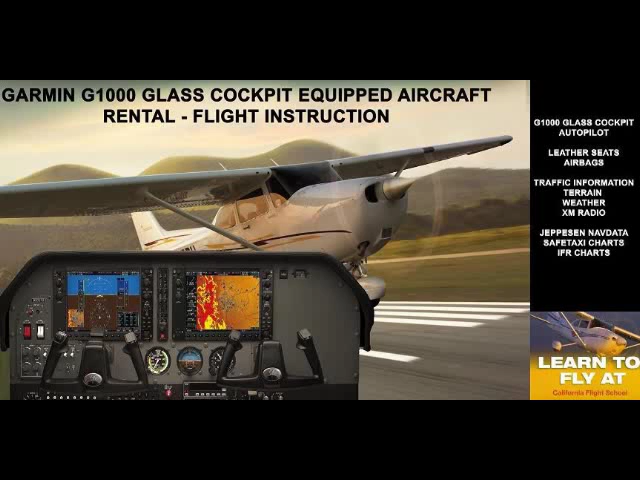 GARMIN G1000 GLASS COCKPIT EQUIPPED AIRCRAFT
RENTAL - FLIGHT INSTRUCTION
G1000 GLASS COCKPIT
AUTOPILOT
LEATHER SEATS
AIRBAGS
TRAFFIC INFORMATION
TERRAIN
WEATHER
XM RADIO
JEPPESEN NAVDATA
SAFETAXI CHARTS
IFR CHARTS
LEARN TO
FLY AT
California Flight School